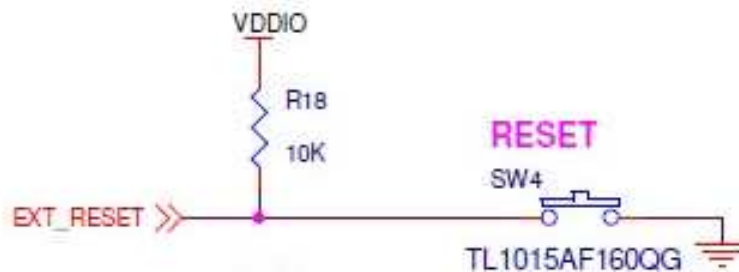 VDDIO
R18
10K
RESET
SW4
EXT_RESET
TL1015AF160QG